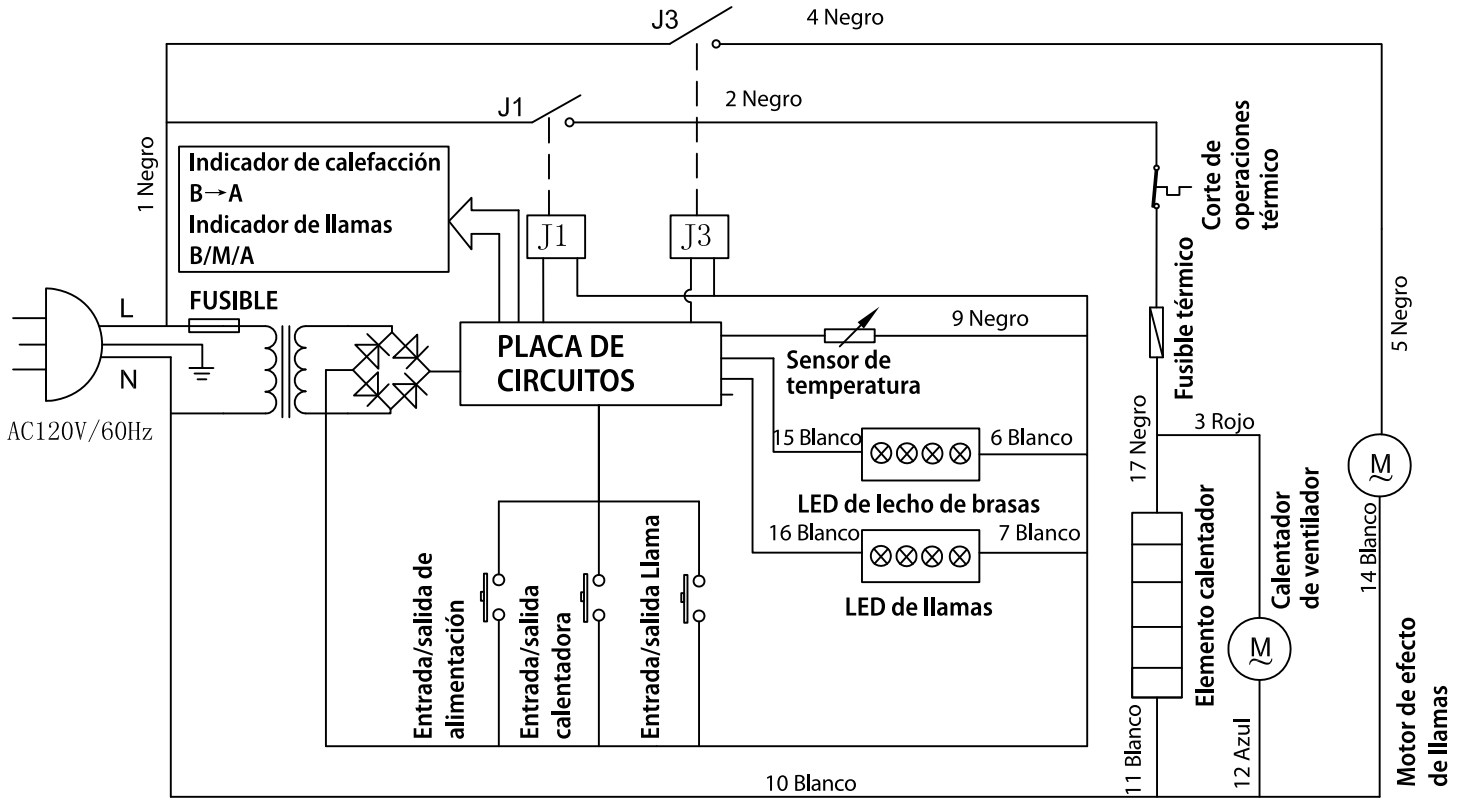 J3
4 Negro
J1
2 Negro
1 Negro
Indicador de calefacción
B→A
Indicador de llamas
B/M/A
J1
J3
Corte de
operaciones
térmico
L
FUSIBLE
N
AC120V/60Hz
PLACA DE
CIRCUITOS
9 Negro
Sensor de
temperatura
Fusible térmico
5 Negro
15 Blanco
6 Blanco
LED de lecho de brasas
16 Blanco
7 Blanco
LED de llamas
17 Negro
3 Rojo
M
Elemento calentador
Calentador
de ventilador
M
14 Blanco
Entrada/salida de
alimentación
Entrada/salida
calentadora
Entrada/salida Llama
11 Blanco
12 Azul
Motor de efecto
de llamas
10 Blanco